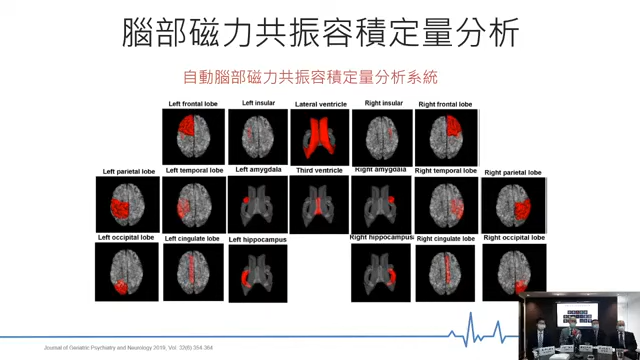 腦部磁力共振容積定量分析
自動腦部磁力共振容積定量分析系統
Left frontal lobe
Left insular
Lateral ventricle
Right insular
Right frontal lobe
Left parietal lobe
Left temporal lobe
Left amygdala
Third ventricle
Right amygdala
Right temporal lobe
Right parietal lobe
Left occipital lobe
Left cingulate lobe
Left hippocampus
Right hippocampus
Right cingulate lobe
Right occipital lobe
Journal of Geriatric Psychiatry and Neurology 2019, Vol. 32(6) 354-364